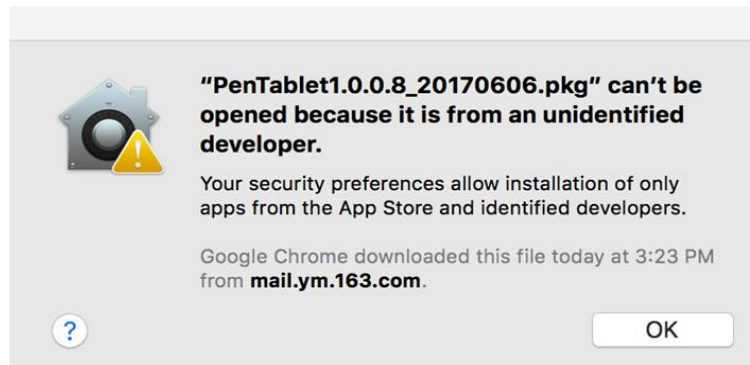 “PenTablet1.0.0.8_20170606.pkg” can’t be
opened because it is from an unidentified
developer.
Your security preferences allow installation of only
apps from the App Store and identified developers.
Google Chrome downloaded this file today at 3:23 PM
from mail.ym.163.com.
?
OK